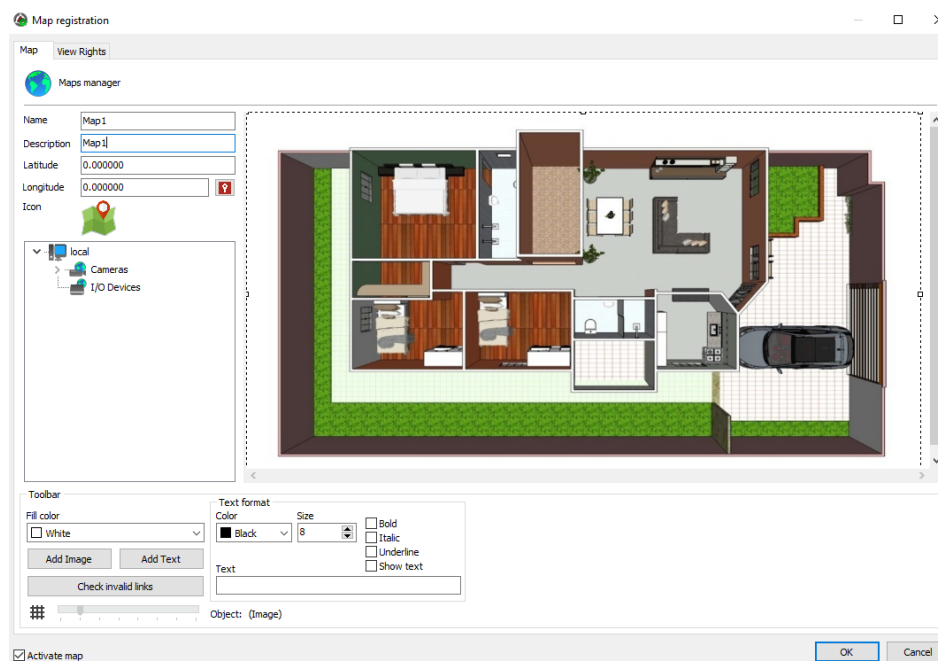 Map registration
Map
View Rights
Maps manager
Name
Map1
Description
Map1
Latitude
0.000000
Longitude
0.000000
Icon
local
Cameras
I/O Devices
Toolbar
Fill color
White
Add Image
Add Text
Check invalid links
Text format
Color
Size
Black
8
Bold
Italic
Underline
Show text
Text
Object: (Image)
Activate map
OK
Cancel